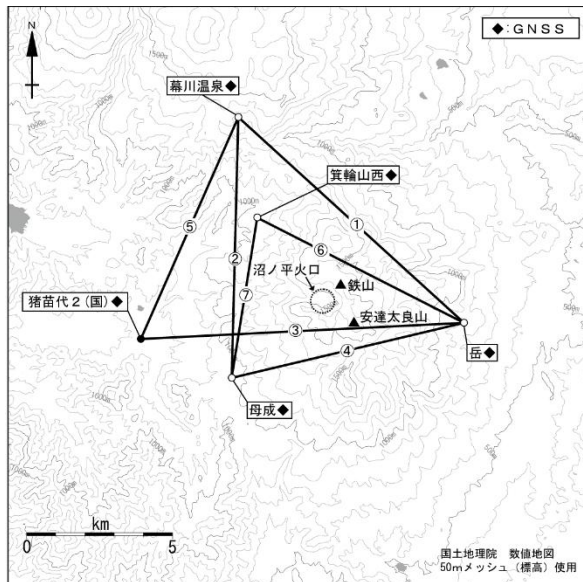 ◆:GNSS
幕川温泉◆
箕輪山西◆
⑤
①
②
⑥
沼ノ平火口
▲鉄山
⑦
猪苗代2(国)◆
③
▲安達太良山
④
岳◆
母成◆
km
0 5
国土地理院 数値地図
50mメッシュ(標高)使用